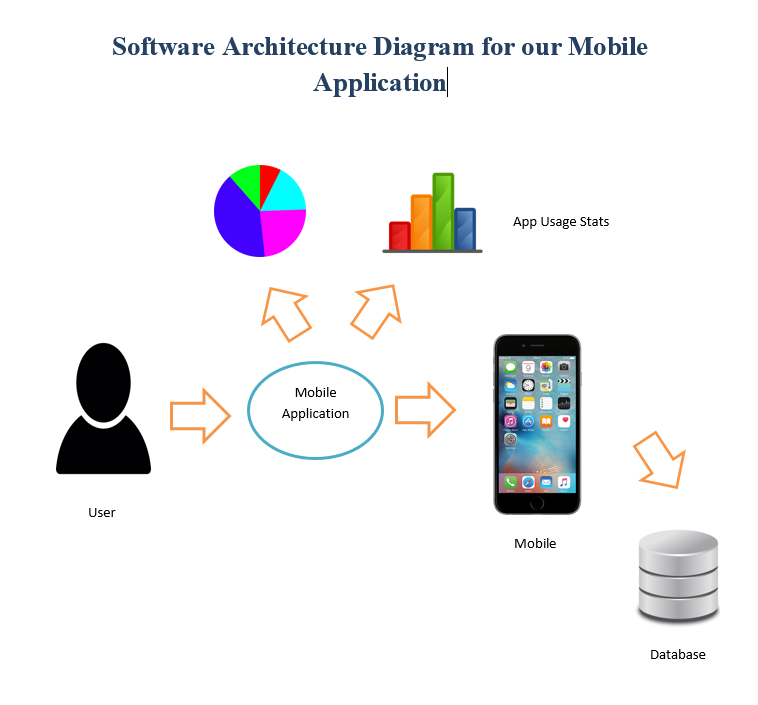 Software Architecture Diagram for our Mobile
Application
App Usage Stats
Mobile
Application
User
Mobile
Database